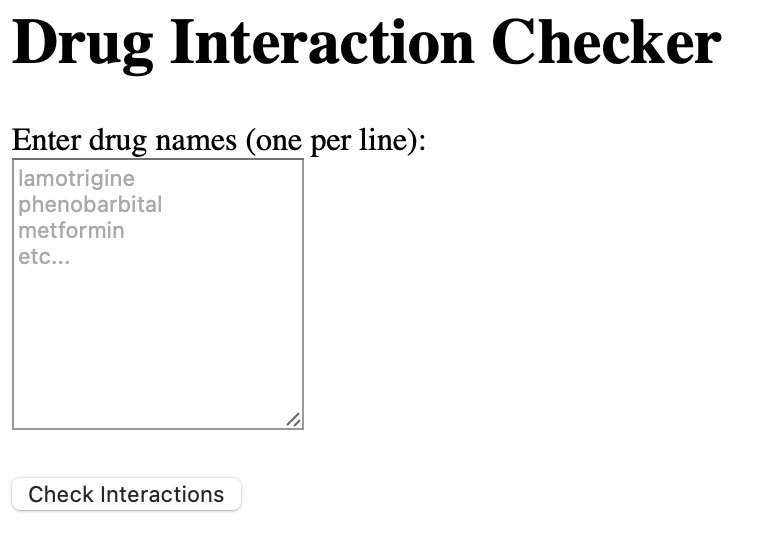 Drug Interaction Checker
Enter drug names (one per line):
lamotrigine
phenobarbital
metformin
etc...
Check Interactions